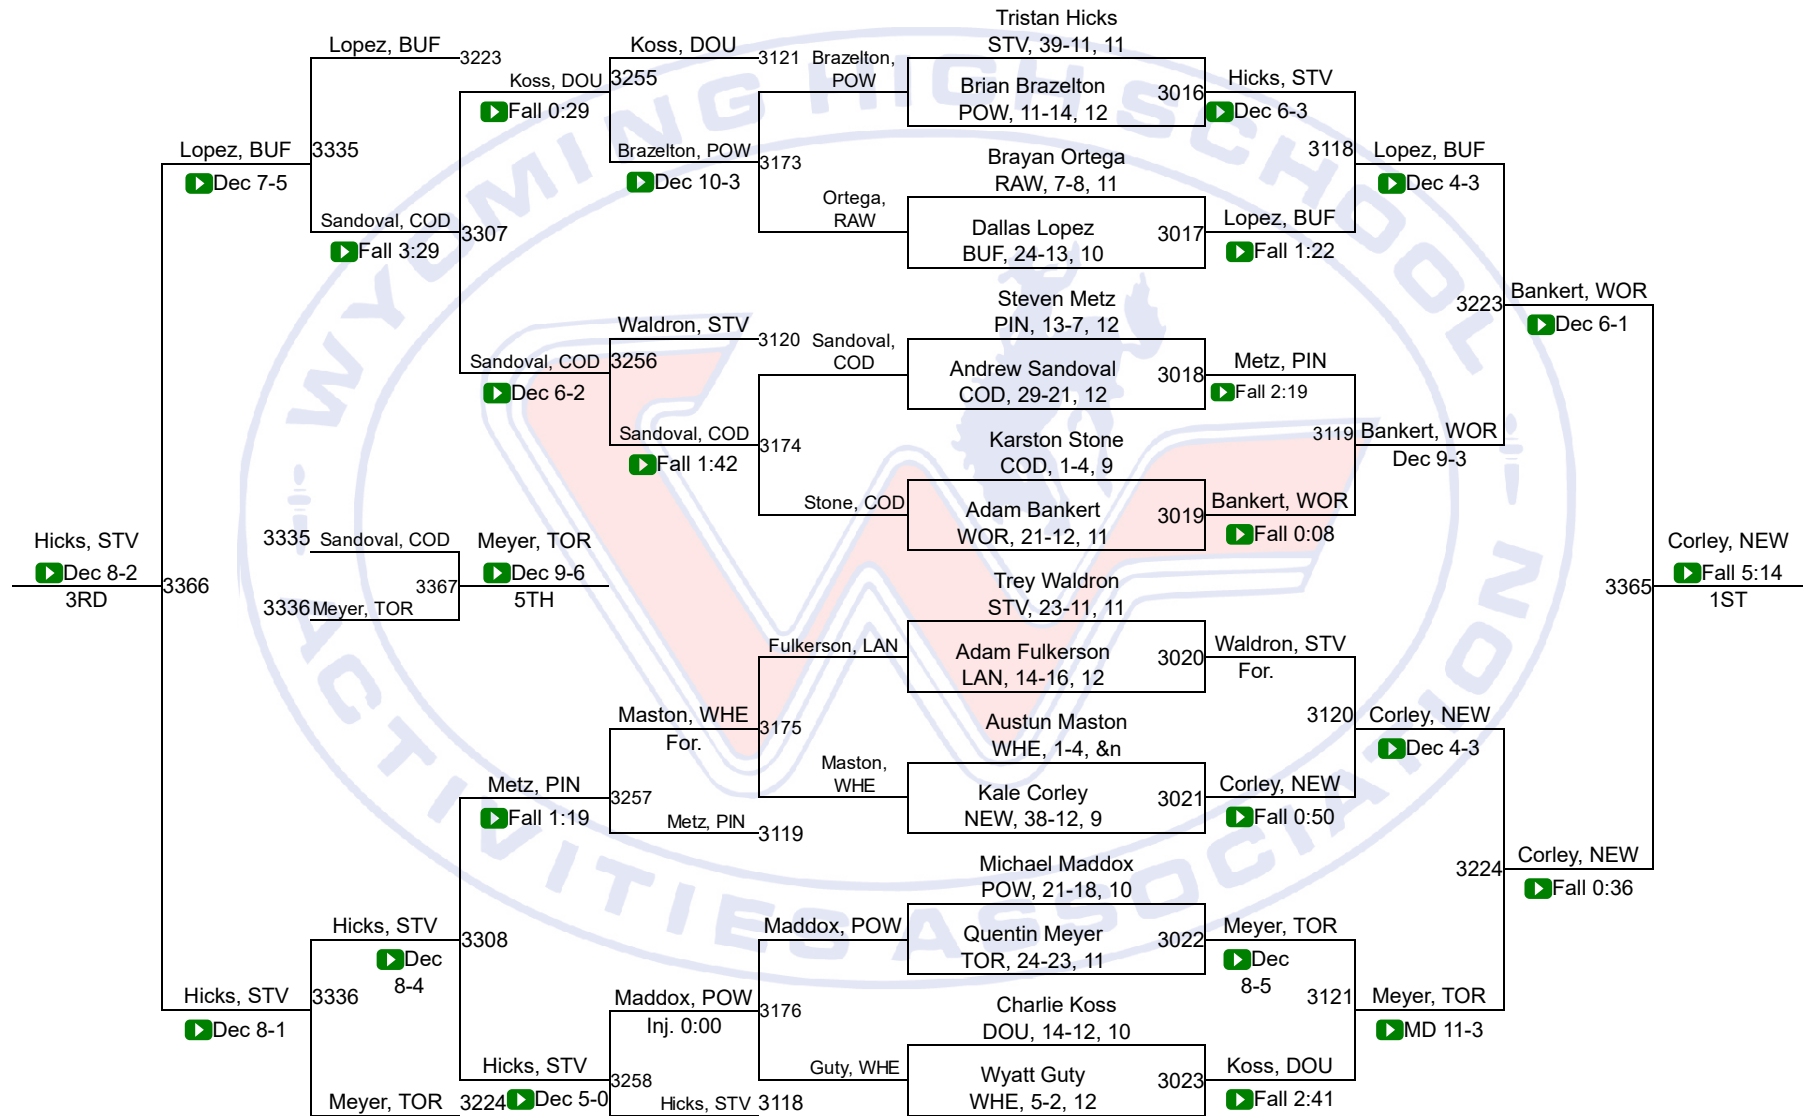 WYOMING HIGH SCHOOL
ACTIVITIES ASSOCIATION
Lopez, BUF
3223
Lopez, BUF
Dec 7-5
3335
Sandoval, COD
Fall 3:29
3307
Koss, DOU
Fall 0:29
3255
Koss, DOU
3121
Brazelton, POW
Dec 10-3
3173
Brazelton,
POW
Ortega,
RAW
Sandoval, COD
Dec 6-2
3256
Waldron, STV
3120
Sandoval, COD
Fall 1:42
3174
Sandoval,
COD
Stone, COD
Hicks, STV
Dec 8-2
3RD
3366
3335
Sandoval, COD
3336
Meyer, TOR
3367
Meyer, TOR
Dec 9-6
5TH
Fulkerson, LAN
Maston, WHE
For.
3175
Maston,
WHE
Metz, PIN
Fall 1:19
3257
Metz, PIN
3119
Hicks, STV
Dec
8-4
3308
Hicks, STV
Dec 8-1
3336
Meyer, TOR
3224
Hicks, STV
Dec 5-0
3258
Maddox, POW
Inj. 0:00
3176
Maddox, POW
Guty, WHE
Hicks, STV
3118
Tristan Hicks
STV, 39-11, 11
Brian Brazelton
POW, 11-14, 12
3016
Hicks, STV
Dec 6-3
Brayan Ortega
RAW, 7-8, 11
Dallas Lopez
BUF, 24-13, 10
3017
Lopez, BUF
Fall 1:22
3118
Lopez, BUF
Dec 4-3
Steven Metz
PIN, 13-7, 12
Andrew Sandoval
COD, 29-21, 12
3018
Metz, PIN
Fall 2:19
Karston Stone
COD, 1-4, 9
Adam Bankert
WOR, 21-12, 11
3019
Bankert, WOR
Fall 0:08
3119
Bankert, WOR
Dec 9-3
3223
Bankert, WOR
Dec 6-1
Trey Waldron
STV, 23-11, 11
Adam Fulkerson
LAN, 14-16, 12
3020
Waldron, STV
For.
Austun Maston
WHE, 1-4, &n
Kale Corley
NEW, 38-12, 9
3021
Corley, NEW
Fall 0:50
3120
Corley, NEW
Dec 4-3
Michael Maddox
POW, 21-18, 10
Quentin Meyer
TOR, 24-23, 11
3022
Meyer, TOR
Dec
8-5
Charlie Koss
DOU, 14-12, 10
Wyatt Guty
WHE, 5-2, 12
3023
Koss, DOU
Fall 2:41
3121
Meyer, TOR
MD 11-3
3224
Corley, NEW
Fall 0:36
3365
Corley, NEW
Fall 5:14
1ST